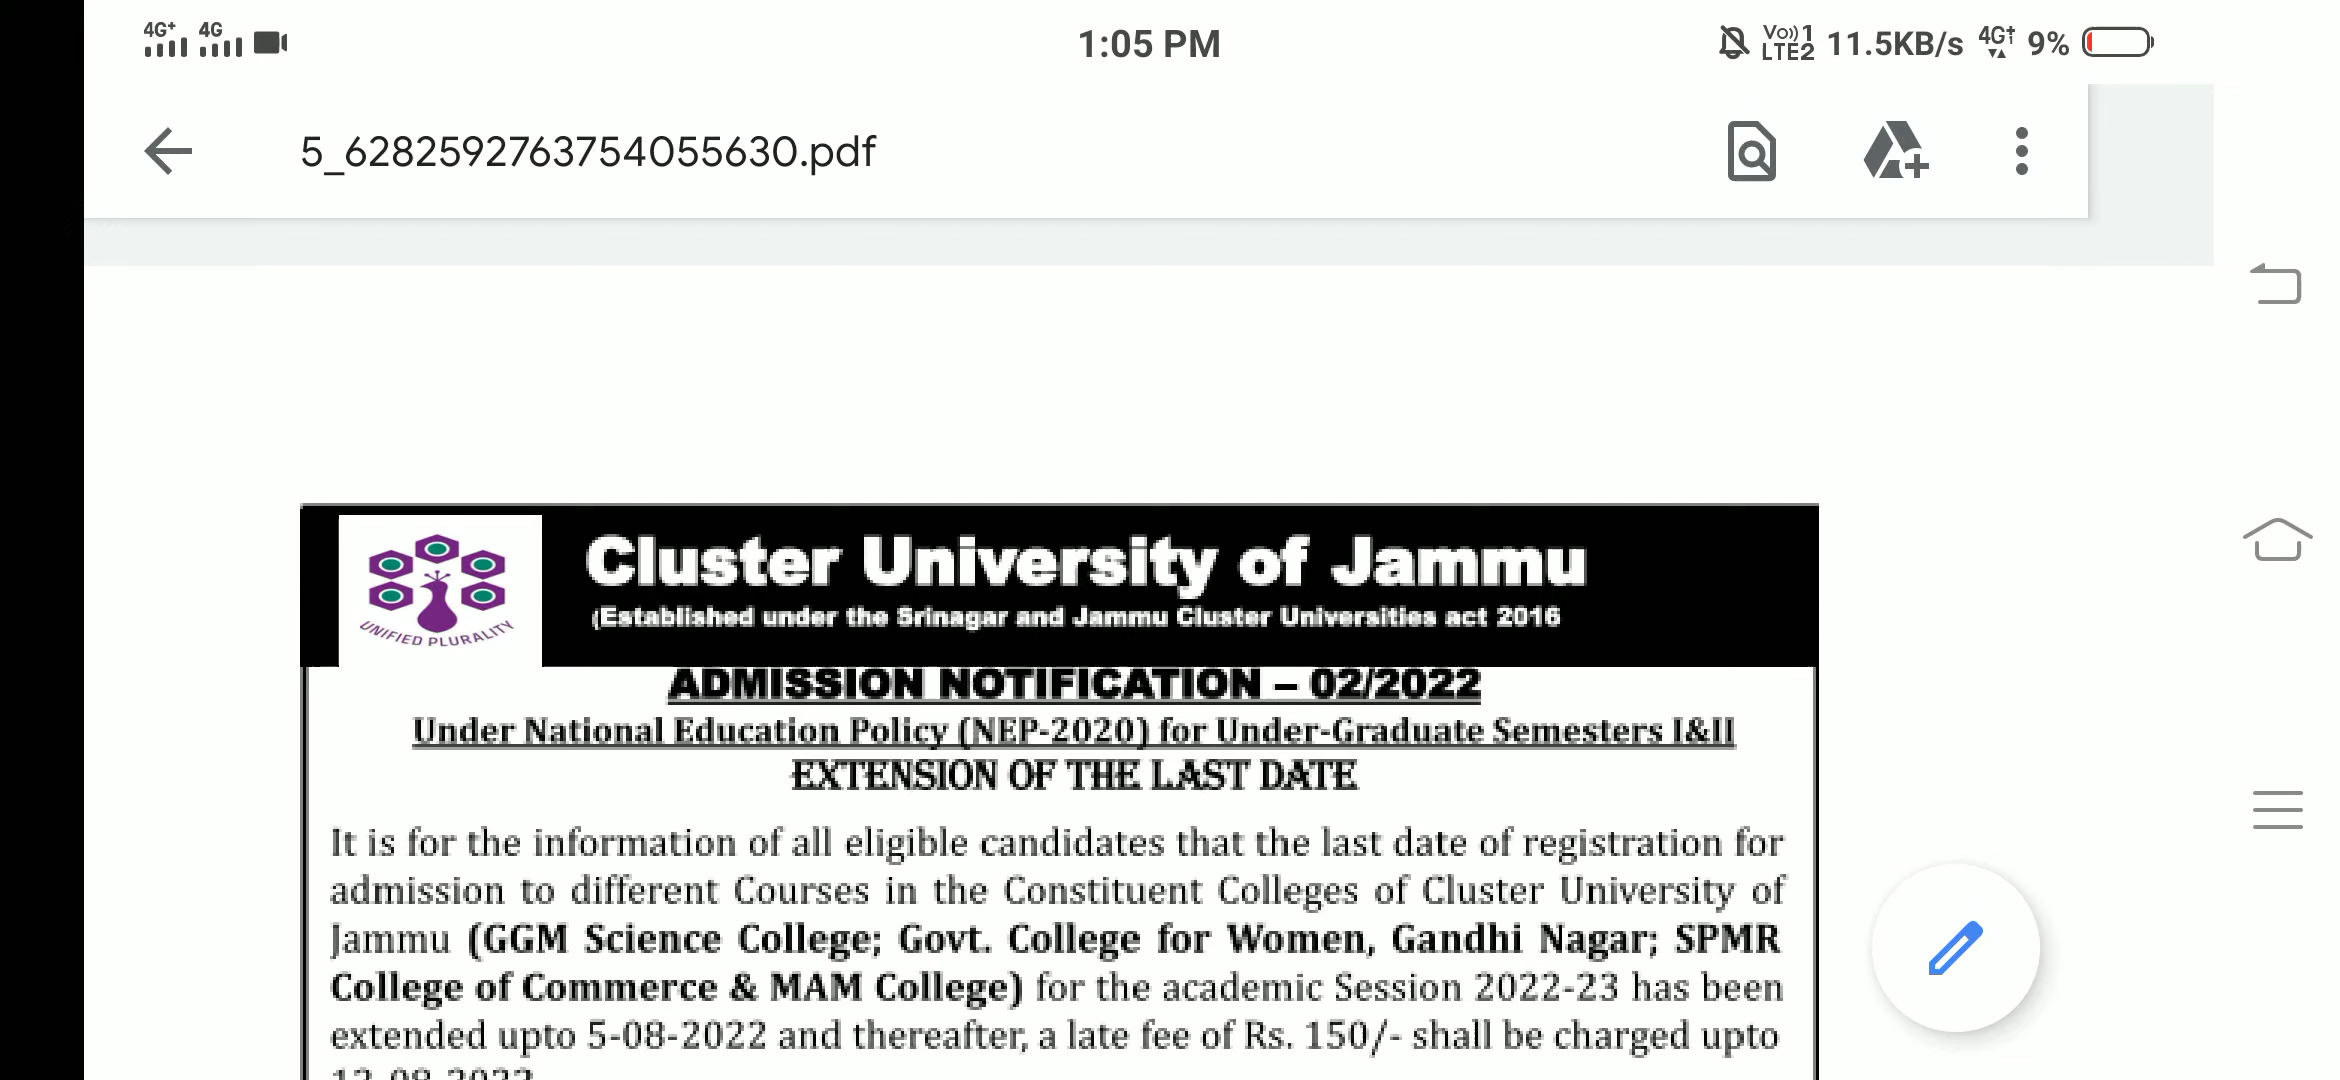 4G+ 4G 1:05 PM Vo))1 LTE2 11.5KB/s 4G+ 9%
5_6282592763754055630.pdf
UNIFIED PLURALITY
Cluster University of Jammu
(Established under the Srinagar and Jammu Cluster Universities act 2016
ADMISSION NOTIFICATION – 02/2022
Under National Education Policy (NEP-2020) for Under-Graduate Semesters I&II
EXTENSION OF THE LAST DATE
It is for the information of all eligible candidates that the last date of registration for
admission to different Courses in the Constituent Colleges of Cluster University of
Jammu (GGM Science College; Govt. College for Women, Gandhi Nagar; SPMR
College of Commerce & MAM College) for the academic Session 2022-23 has been
extended upto 5-08-2022 and thereafter, a late fee of Rs. 150/- shall be charged upto